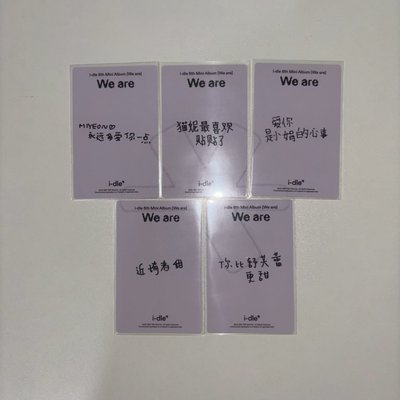 i-dle 8th Mini Album [We are]
We are
MIYEON♡
永远多爱你一点
i-dle
i-dle 8th Mini Album [We are]
We are
猫妮最喜欢
贴贴了
i-dle
i-dle 8th Mini Album [We are]
We are
爱你
是小娟的心事
i-dle
i-dle 8th Mini Album [We are]
We are
近琦者甜
i-dle
i-dle 8th Mini Album [We are]
We are
你比舒芙蕾
更甜
i-dle